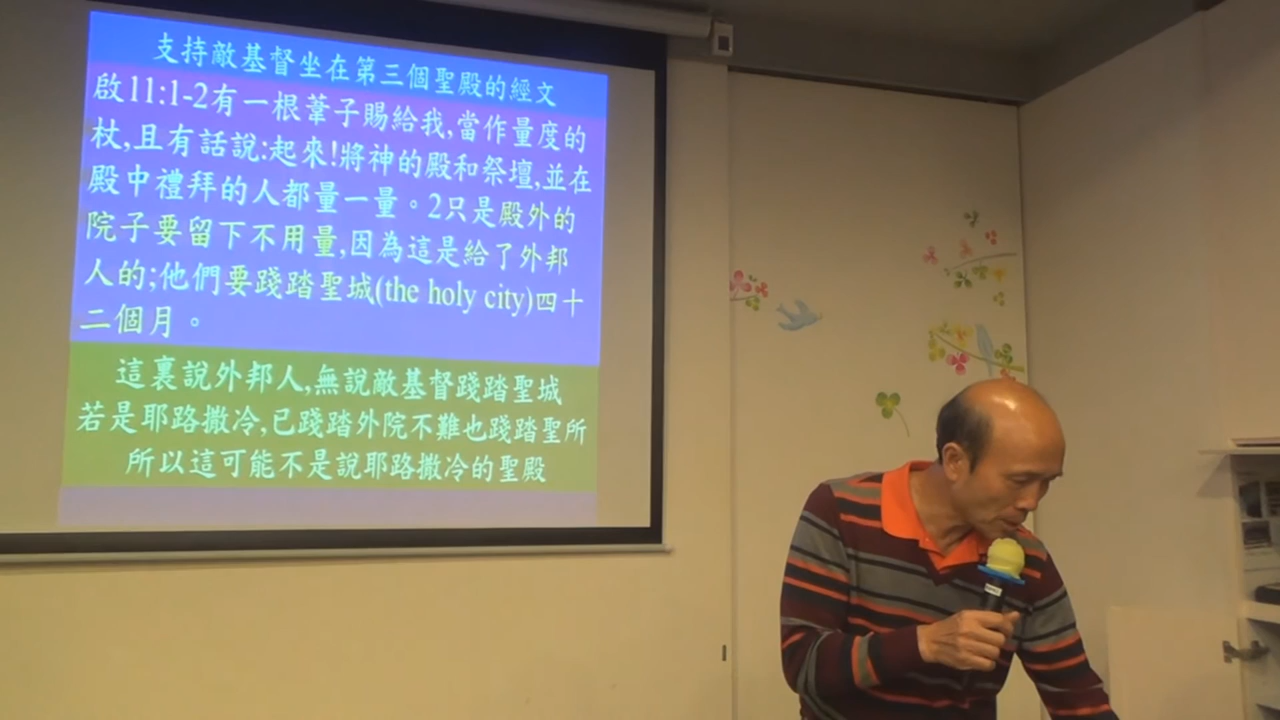 支持敵基督坐在第三個聖殿的經文
啟11:1-2有一根葦子賜給我,當作量度的
杖,且有話說:起來!將神的殿和祭壇,並在
殿中禮拜的人都量一量。2只是殿外的
院子要留下不用量,因為這是給了外邦
人的;他們要踐踏聖城(the holy city)四十
二個月。
這裏說外邦人,無說敵基督踐踏聖城
若是耶路撒冷,已踐踏外院不難也踐踏聖所
所以這可能不是說耶路撒冷的聖殿